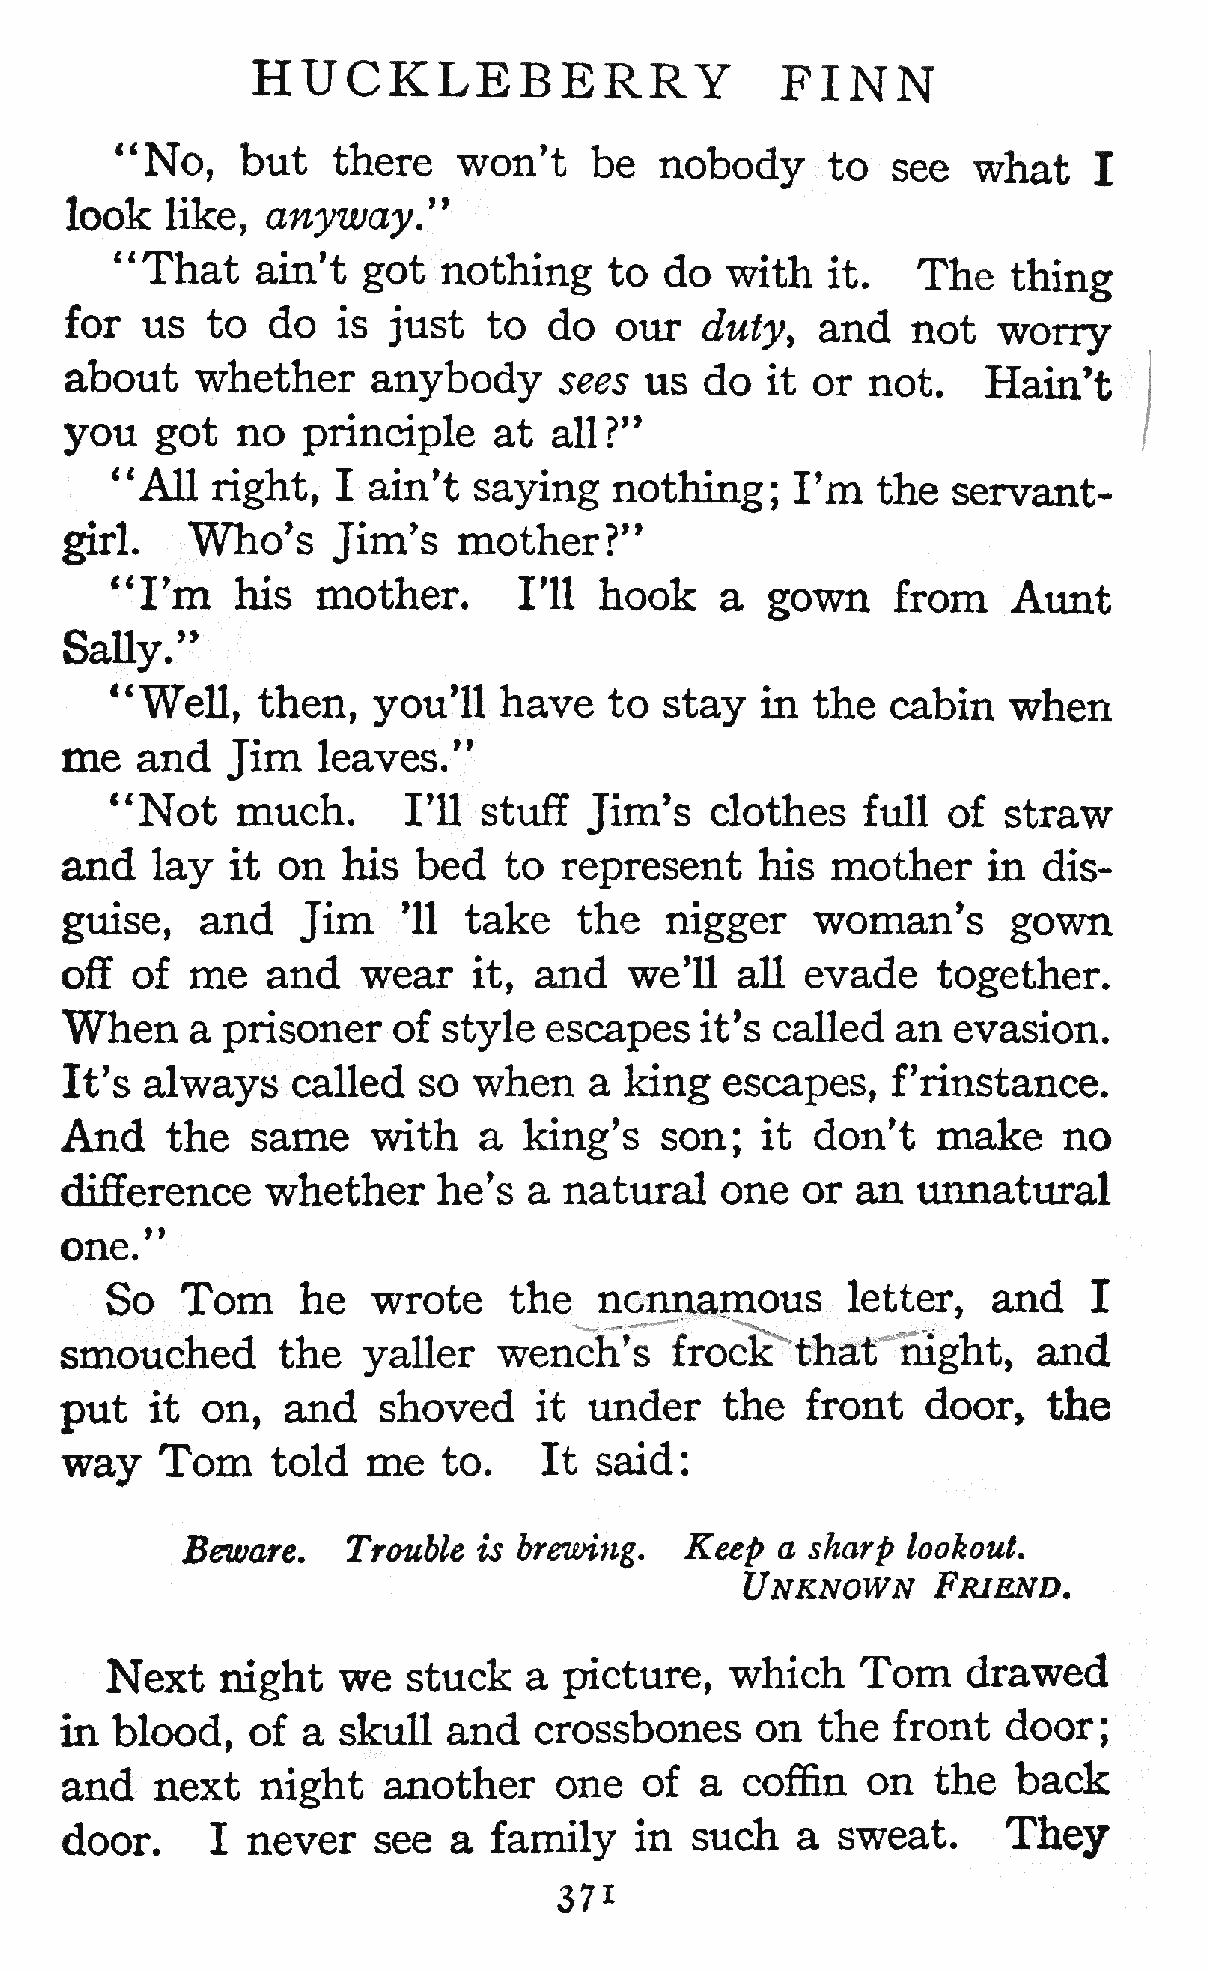 HUCKLEBERRY FINN
"No, but there won't be nobody to see what I
look like, anyway."
"That ain't got nothing to do with it. The thing
for us to do is just to do our duty, and not worry
about whether anybody sees us do it or not. Hain't
you got no principle at all?"
"All right, I ain't saying nothing; I'm the servant-
girl. Who's Jim's mother?"
"I'm his mother. I'll hook a gown from Aunt
Sally."
"Well, then, you'll have to stay in the cabin when
me and Jim leaves."
"Not much. I'll stuff Jim's clothes full of straw
and lay it on his bed to represent his mother in dis-
guise, and Jim 'll take the nigger woman's gown
off of me and wear it, and we'll all evade together.
When a prisoner of style escapes it's called an evasion.
It's always called so when a king escapes, f'rinstance.
And the same with a king's son; it don't make no
difference whether he's a natural one or an unnatural
one."
So Tom he wrote the nonnamous letter, and I
smouched the yaller wench's frock that night, and
put it on, and shoved it under the front door, the
way Tom told me to. It said:
Beware. Trouble is brewing. Keep a sharp lookout.
UNKNOWN FRIEND.
Next night we stuck a picture, which Tom drawed
in blood, of a skull and crossbones on the front door;
and next night another one of a coffin on the back
door. I never see a family in such a sweat. They
371